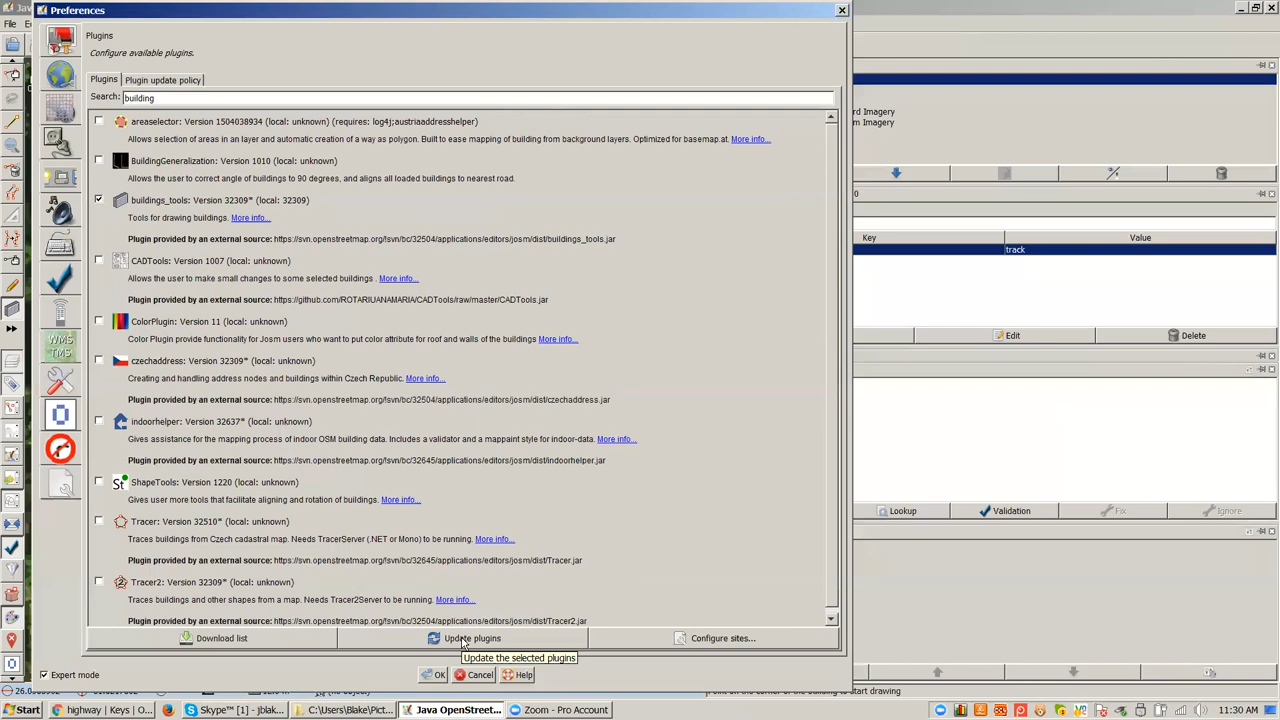 Java
Preferences
File
Plugins
Configure available plugins.
Plugins
Plugin update policy
Search:
building
areaselector: Version 1504038934 (local: unknown) (requires: log4j;austriaaddresshelper)
Allows selection of areas in an layer and automatic creation of a way as polygon. Built to ease mapping of building from background layers. Optimized for basemap.at. More info...
BuildingGeneralization: Version 1010 (local: unknown)
Allows the user to correct angle of buildings to 90 degrees, and aligns all loaded buildings to nearest road.
buildings_tools: Version 32309* (local: 32309)
Tools for drawing buildings. More info...
Plugin provided by an external source: https://svn.openstreetmap.org/!svn/bc/32504/applications/editors/josm/dist/buildings_tools.jar
CADTools: Version 1007 (local: unknown)
Allows the user to make small changes to some selected buildings . More info...
Plugin provided by an external source: https://github.com/ROTARIUANAMARIA/CADTools/raw/master/CADTools.jar
ColorPlugin: Version 11 (local: unknown)
Color Plugin provide functionality for Josm users who want to put color attribute for roof and walls of the buildings More info...
czechaddress: Version 32309* (local: unknown)
Creating and handling address nodes and buildings within Czech Republic. More info...
Plugin provided by an external source: https://svn.openstreetmap.org/!svn/bc/32504/applications/editors/josm/dist/czechaddress.jar
indoorhelper: Version 32637* (local: unknown)
Gives assistance for the mapping process of indoor OSM building data. Includes a validator and a mappaint style for indoor-data. More info...
Plugin provided by an external source: https://svn.openstreetmap.org/!svn/bc/32645/applications/editors/josm/dist/indoorhelper.jar
St ShapeTools: Version 1220 (local: unknown)
Gives user more tools that facilitate aligning and rotation of buildings. More info...
Tracer: Version 32510* (local: unknown)
Traces buildings from Czech cadastral map. Needs TracerServer (.NET or Mono) to be running. More info...
Plugin provided by an external source: https://svn.openstreetmap.org/!svn/bc/32645/applications/editors/josm/dist/Tracer.jar
Tracer2: Version 32309* (local: unknown)
Traces buildings and other shapes from a map. Needs Tracer2Server to be running. More info...
Plugin provided by an external source: https://svn.openstreetmap.org/!svn/bc/32504/applications/editors/josm/dist/Tracer2.jar
WMS
TMS
Download list
Update plugins
Configure sites...
Update the selected plugins
Expert mode
OK
Cancel
Help
Imagery
m Imagery
Key
Value
track
Edit
Delete
Lookup
Validation
Fix
Ignore
to start drawing
Start
highway | Keys | O...
Skype™ [1] - jblak...
C:\Users\Blake\Pict...
Java OpenStreet...
Zoom - Pro Account
11:30 AM